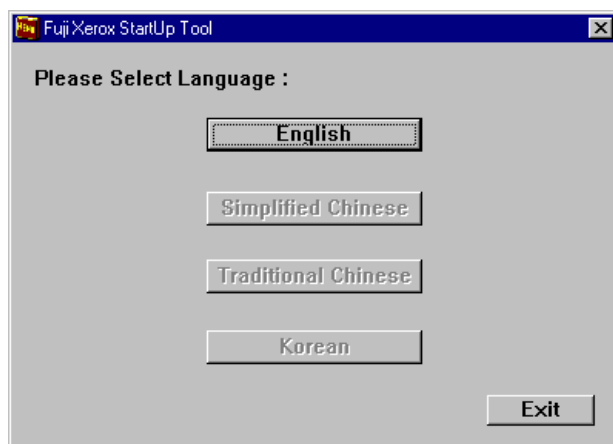 Fuji Xerox StartUp Tool
Please Select Language :
English
Simplified Chinese
Traditional Chinese
Korean
Exit